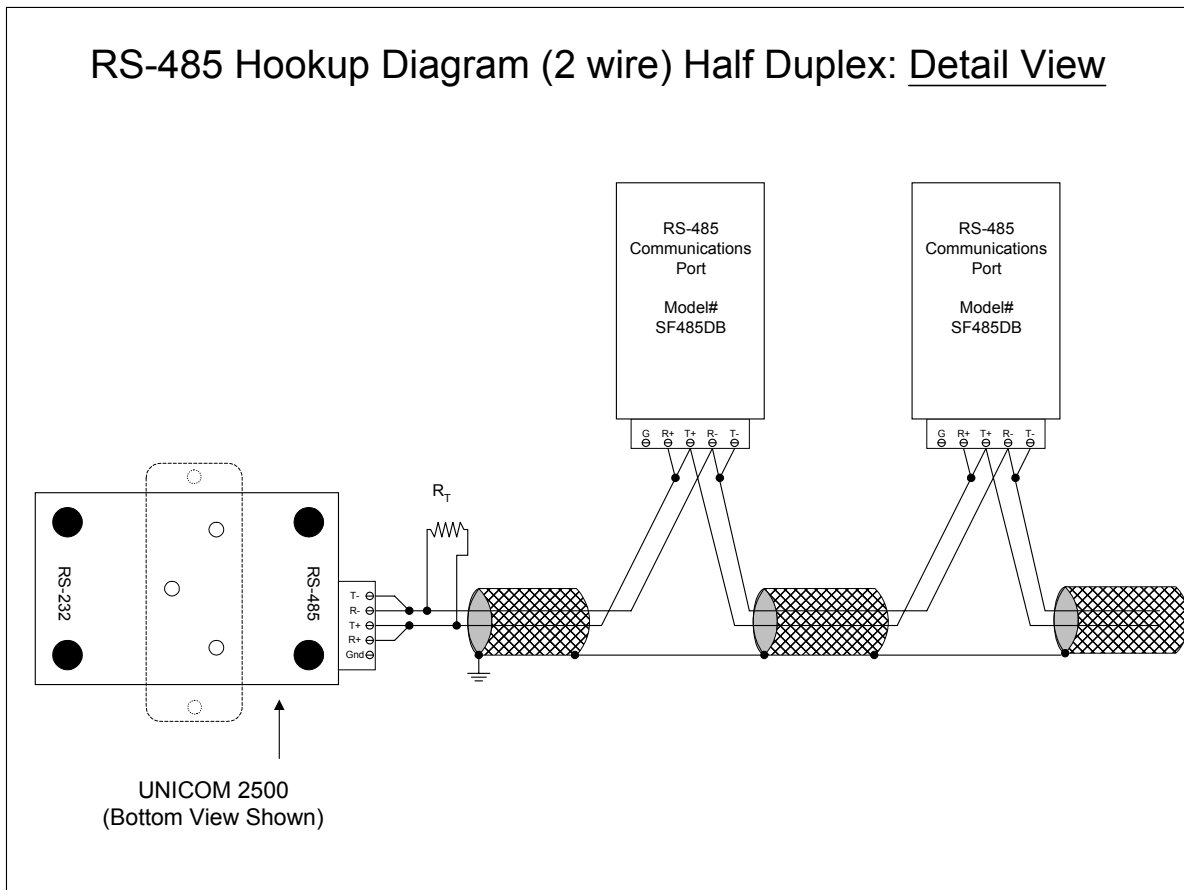 RS-485 Hookup Diagram (2 wire) Half Duplex: Detail View
RS-485
Communications
Port
Model#
SF485DB
G R+ T+ R- T-
RS-485
Communications
Port
Model#
SF485DB
G R+ T+ R- T-
RT
RS-232
RS-485
T-
R-
T+
R+
Gnd
UNICOM 2500
(Bottom View Shown)